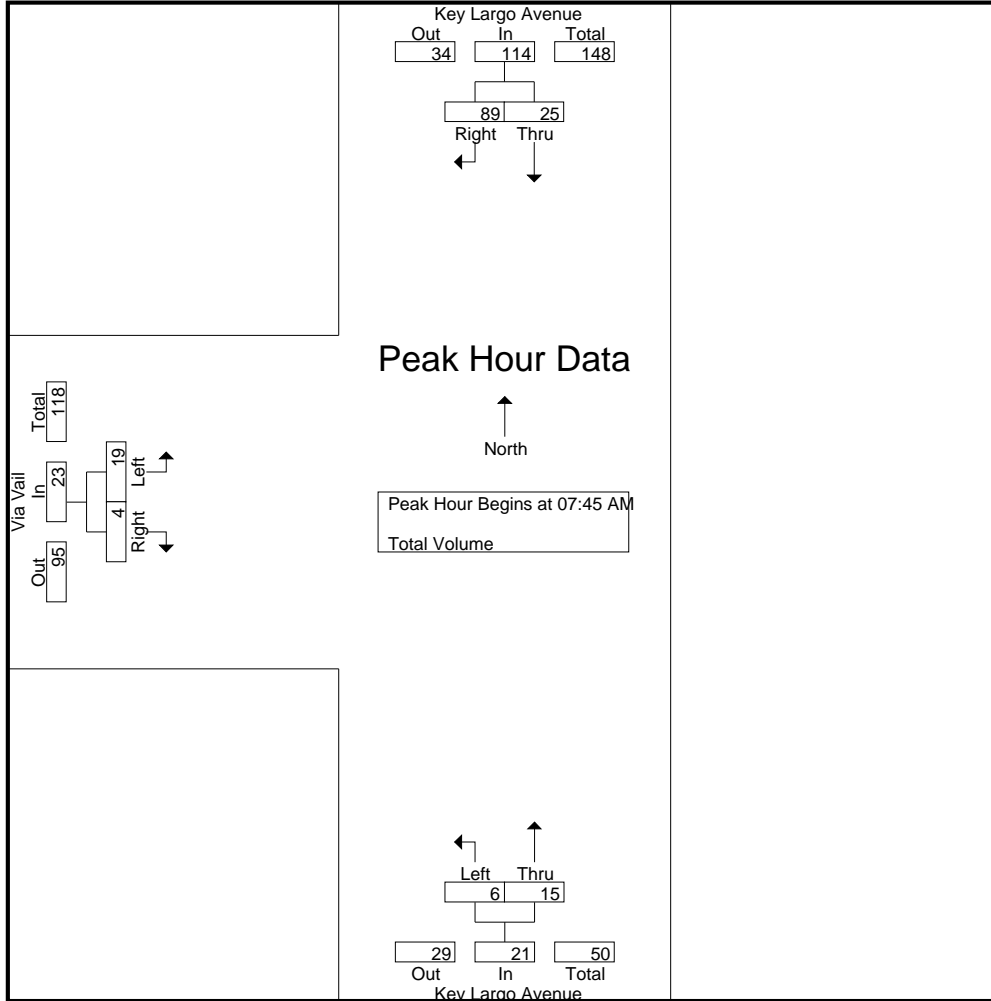 Key Largo Avenue
Out In Total
34 114 148
89 25
Right Thru
Peak Hour Data
North
Peak Hour Begins at 07:45 AM
Total Volume
Via Vail
Out In Total
95 23 118
4 19
Right Left
Left Thru
6 15
29 21 50
Out In Total
Key Largo Avenue